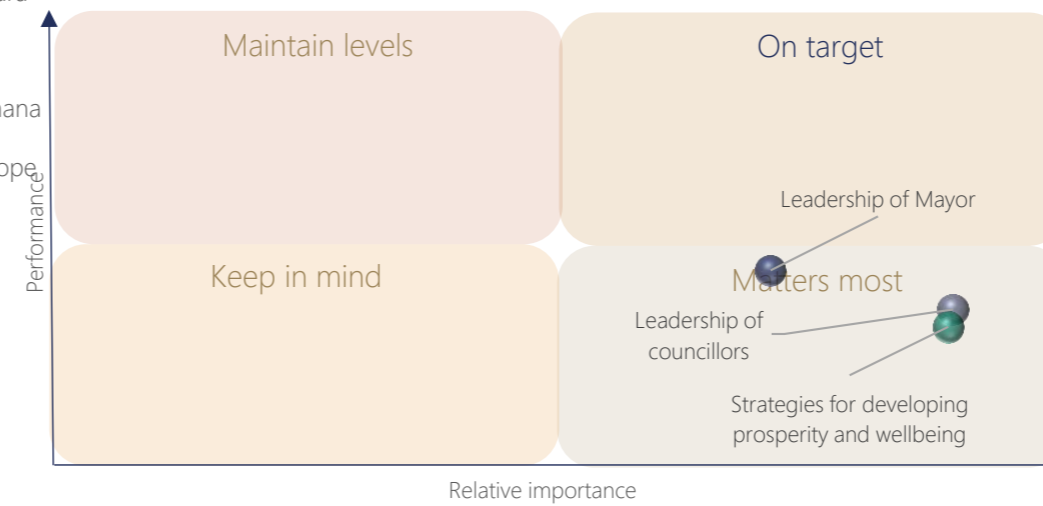 Maintain levels
On target
Performance
Leadership of Mayor
Keep in mind
Matters most
Leadership of
councillors
Strategies for developing
prosperity and wellbeing
Relative importance